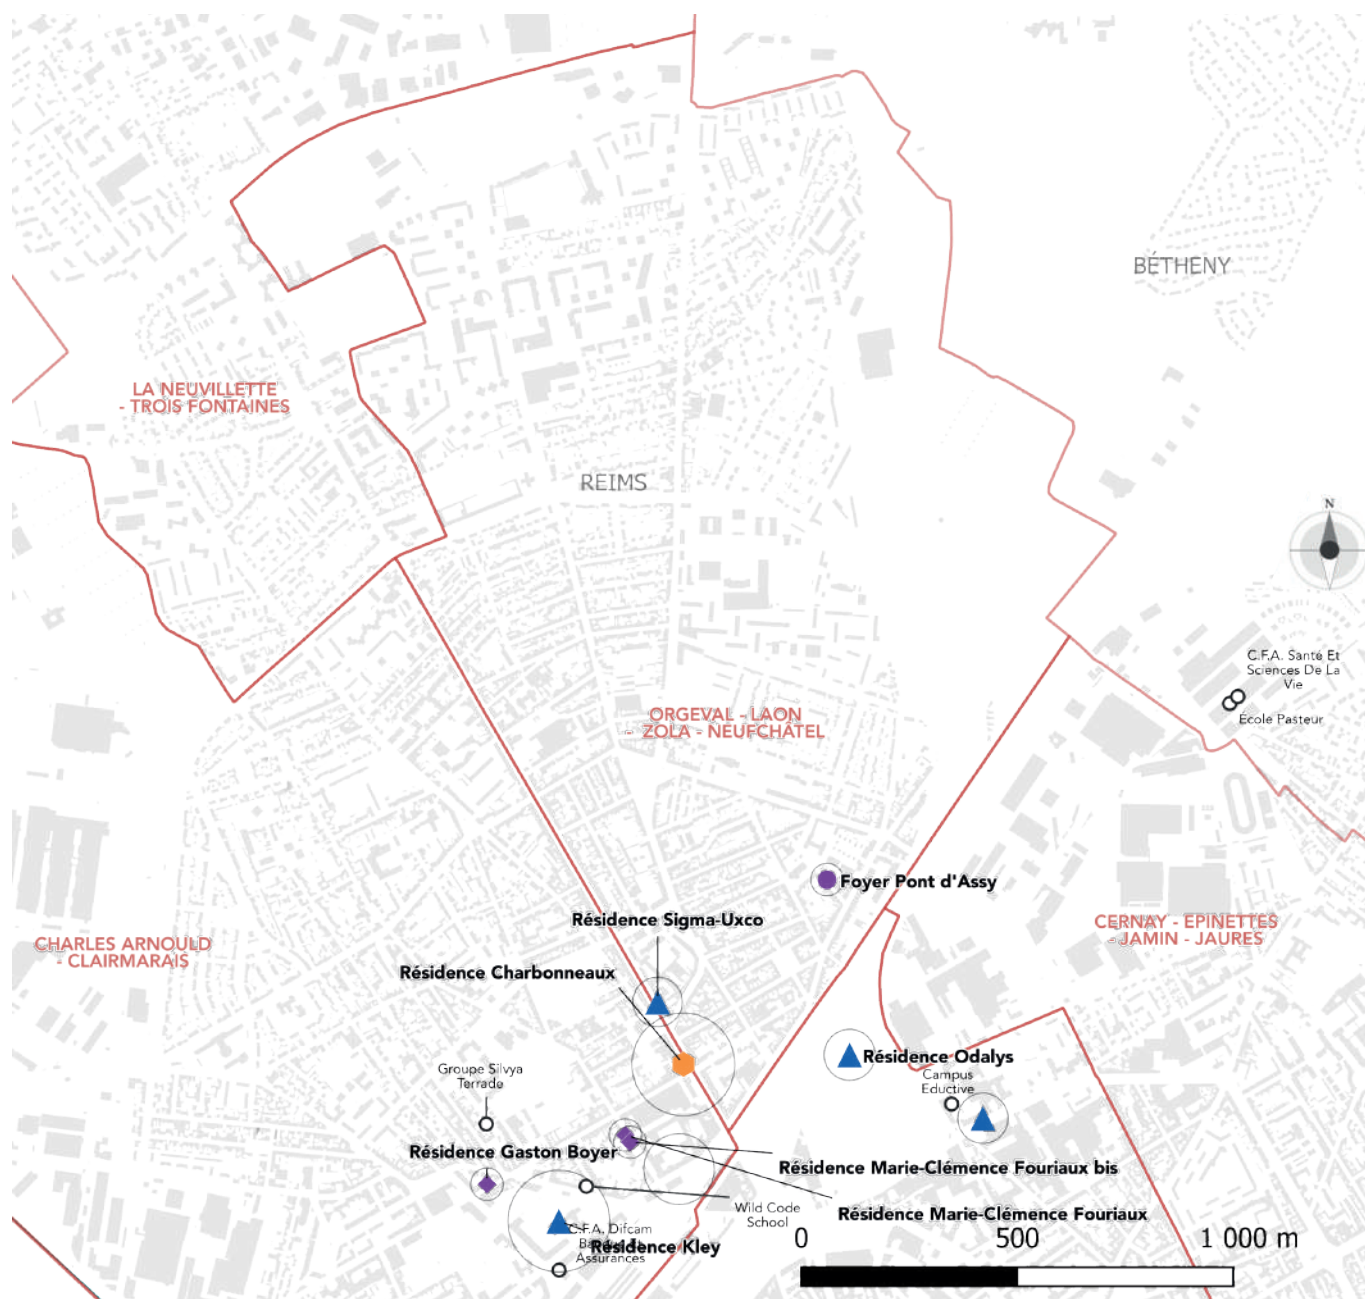 BÉTHENY
LA NEUVILLETTE
- TROIS FONTAINES
REIMS
N
C.F.A. Santé Et
Sciences De La
Vie
École Pasteur
ORGEVAL - LAON
- ZOLA - NEUFCHÂTEL
Foyer Pont d'Assy
Résidence Sigma-Uxco
CERNAY - EPINETTES
- JAMIN - JAURES
CHARLES ARNOULD
- CLAIRMARAIS
Résidence Charbonneaux
Résidence Odalys
Groupe Silvya
Terrade
Campus
Eductive
Résidence Gaston Boyer
Résidence Marie-Clémence Fouriaux bis
Wild Code
School
Résidence Marie-Clémence Fouriaux
C.F.A. Difcam
Résidence Kley
Assurances
0 500 1 000 m